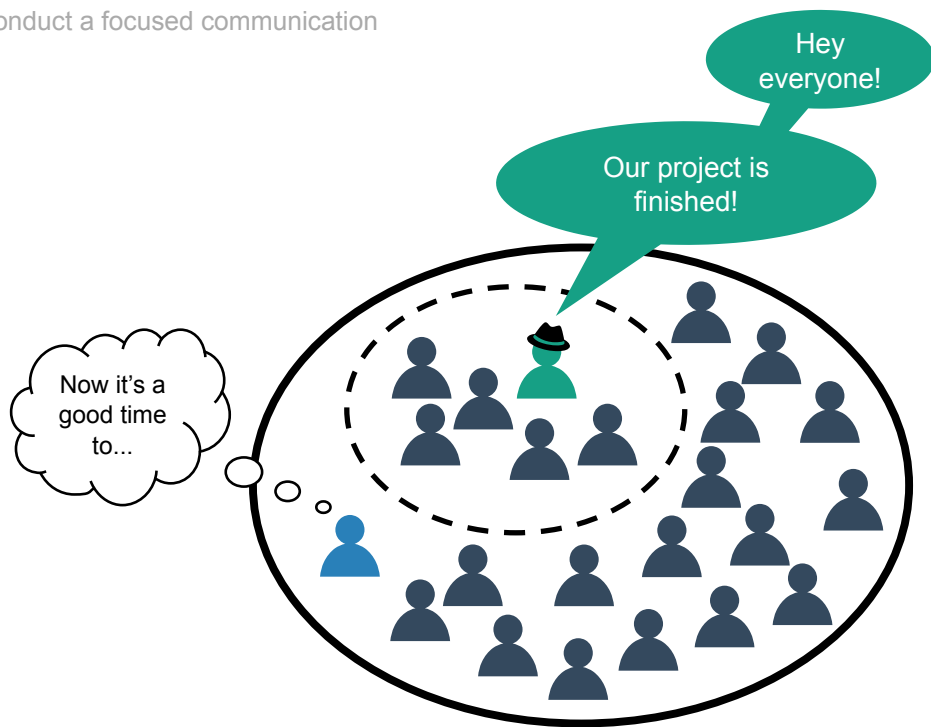 onduct a focused communication
Hey
everyone!
Our project is
finished!
Now it's a
good time
to...